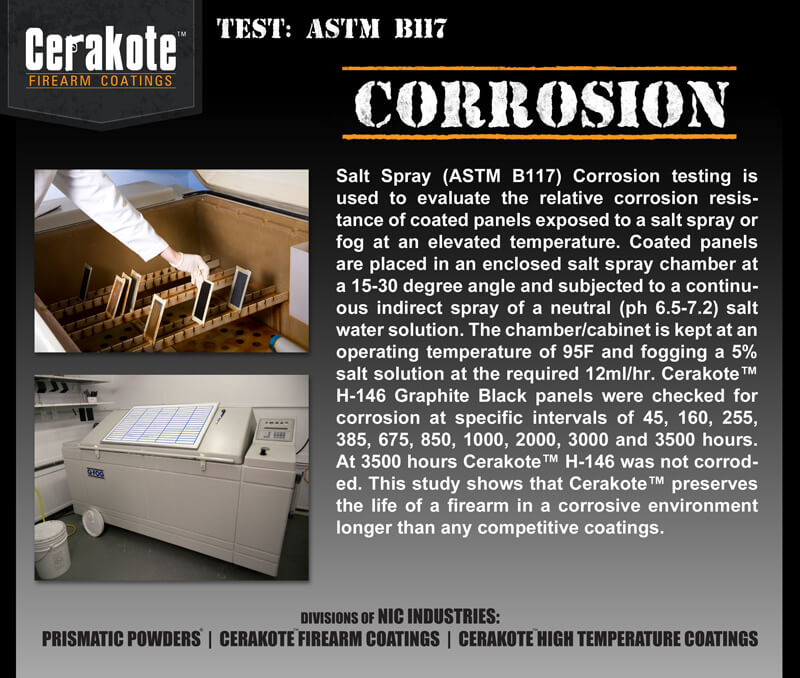 Cerakote™
FIREARM COATINGS
TEST: ASTM B117
CORROSION
Salt Spray (ASTM B117) Corrosion testing is
used to evaluate the relative corrosion resis-
tance of coated panels exposed to a salt spray or
fog at an elevated temperature. Coated panels
are placed in an enclosed salt spray chamber at
a 15-30 degree angle and subjected to a continu-
ous indirect spray of a neutral (ph 6.5-7.2) salt
water solution. The chamber/cabinet is kept at an
operating temperature of 95F and fogging a 5%
salt solution at the required 12ml/hr. Cerakote™
H-146 Graphite Black panels were checked for
corrosion at specific intervals of 45, 160, 255,
385, 675, 850, 1000, 2000, 3000 and 3500 hours.
At 3500 hours Cerakote™ H-146 was not corrod-
ed. This study shows that Cerakote™ preserves
the life of a firearm in a corrosive environment
longer than any competitive coatings.
Q-FOG
DIVISIONS OF NIC INDUSTRIES:
PRISMATIC POWDERS® | CERAKOTE™ FIREARM COATINGS | CERAKOTE™ HIGH TEMPERATURE COATINGS